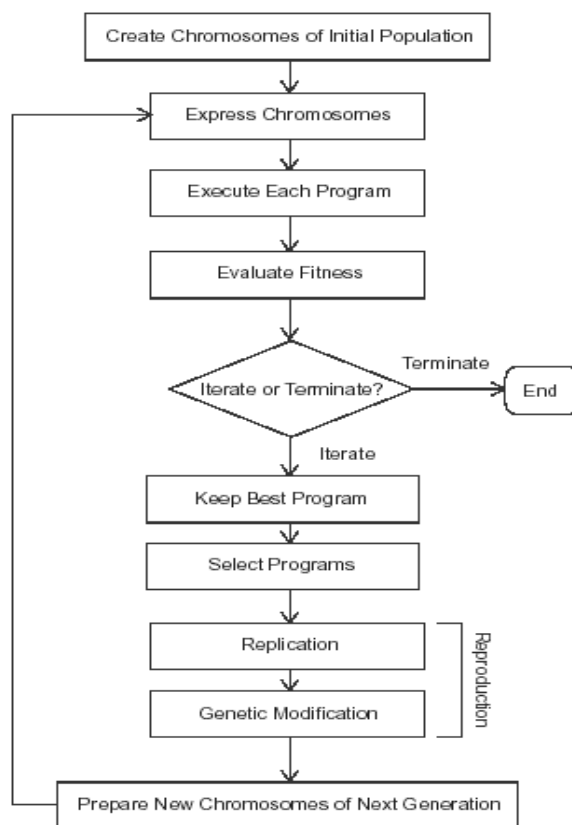 Create Chromosomes of Initial Population
Express Chromosomes
Execute Each Program
Evaluate Fitness
Iterate or Terminate?
Terminate
End
Iterate
Keep Best Program
Select Programs
Replication
Genetic Modification
Reproduction
Prepare New Chromosomes of Next Generation